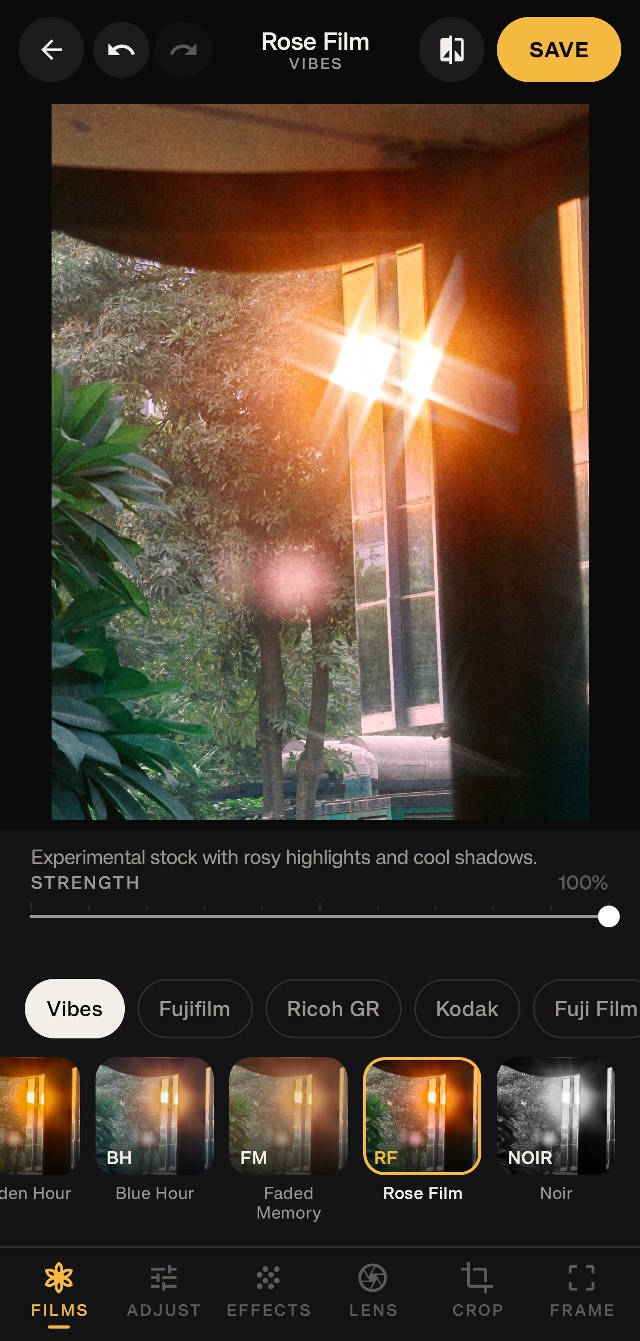 Rose Film
VIBES
SAVE
Experimental stock with rosy highlights and cool shadows.
STRENGTH
100%
Vibes
Fujifilm
Ricoh GR
Kodak
Fuji Film
BH
FM
RF
NOIR
den Hour
Blue Hour
Faded
Memory
Rose Film
Noir
FILMS
ADJUST
EFFECTS
LENS
CROP
FRAME